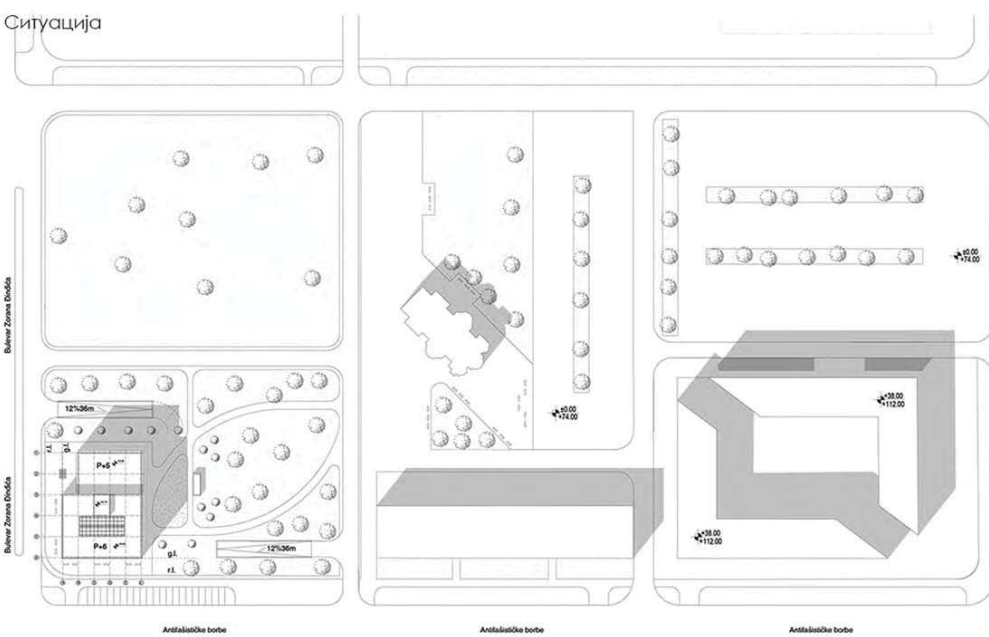 Ситуација
Bulevar Zorana Đinđića
Bulevar Zorana Đinđića
12%36m
r.l.
g.l.
P+5
P+6
12%36m
g.l.
r.l.
±0.00
+74.00
±0.00
+74.00
+38.00
+112.00
+38.00
+112.00
Antifašističke borbe
Antifašističke borbe
Antifašističke borbe